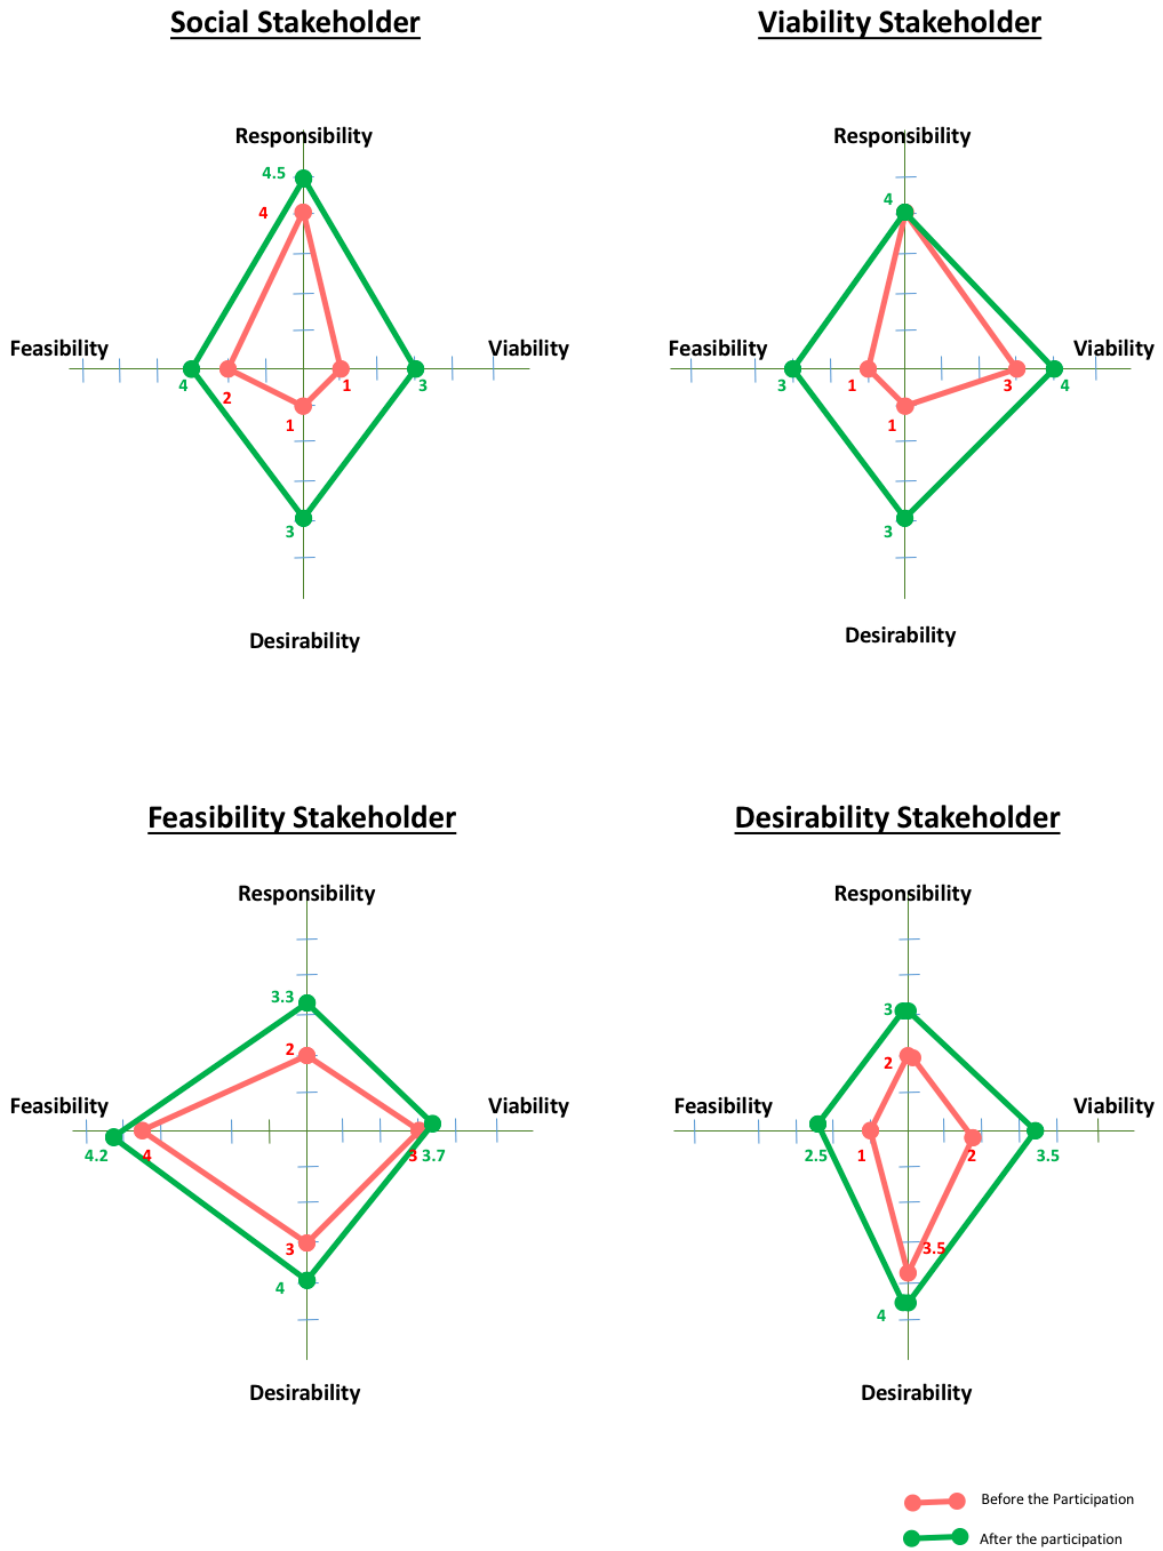 Social Stakeholder
Viability Stakeholder
Responsibility
Responsibility
4.5
4
4
Feasibility
Viability
Feasibility
Viability
4
2
1
3
3
1
3
4
1
1
3
3
Desirability
Desirability
Feasibility Stakeholder
Desirability Stakeholder
Responsibility
Responsibility
3.3
2
3
2
Feasibility
Viability
Feasibility
Viability
4.2
4
3
3.7
2.5
1
2
3.5
3
4
3.5
4
Desirability
Desirability
Before the Participation
After the participation